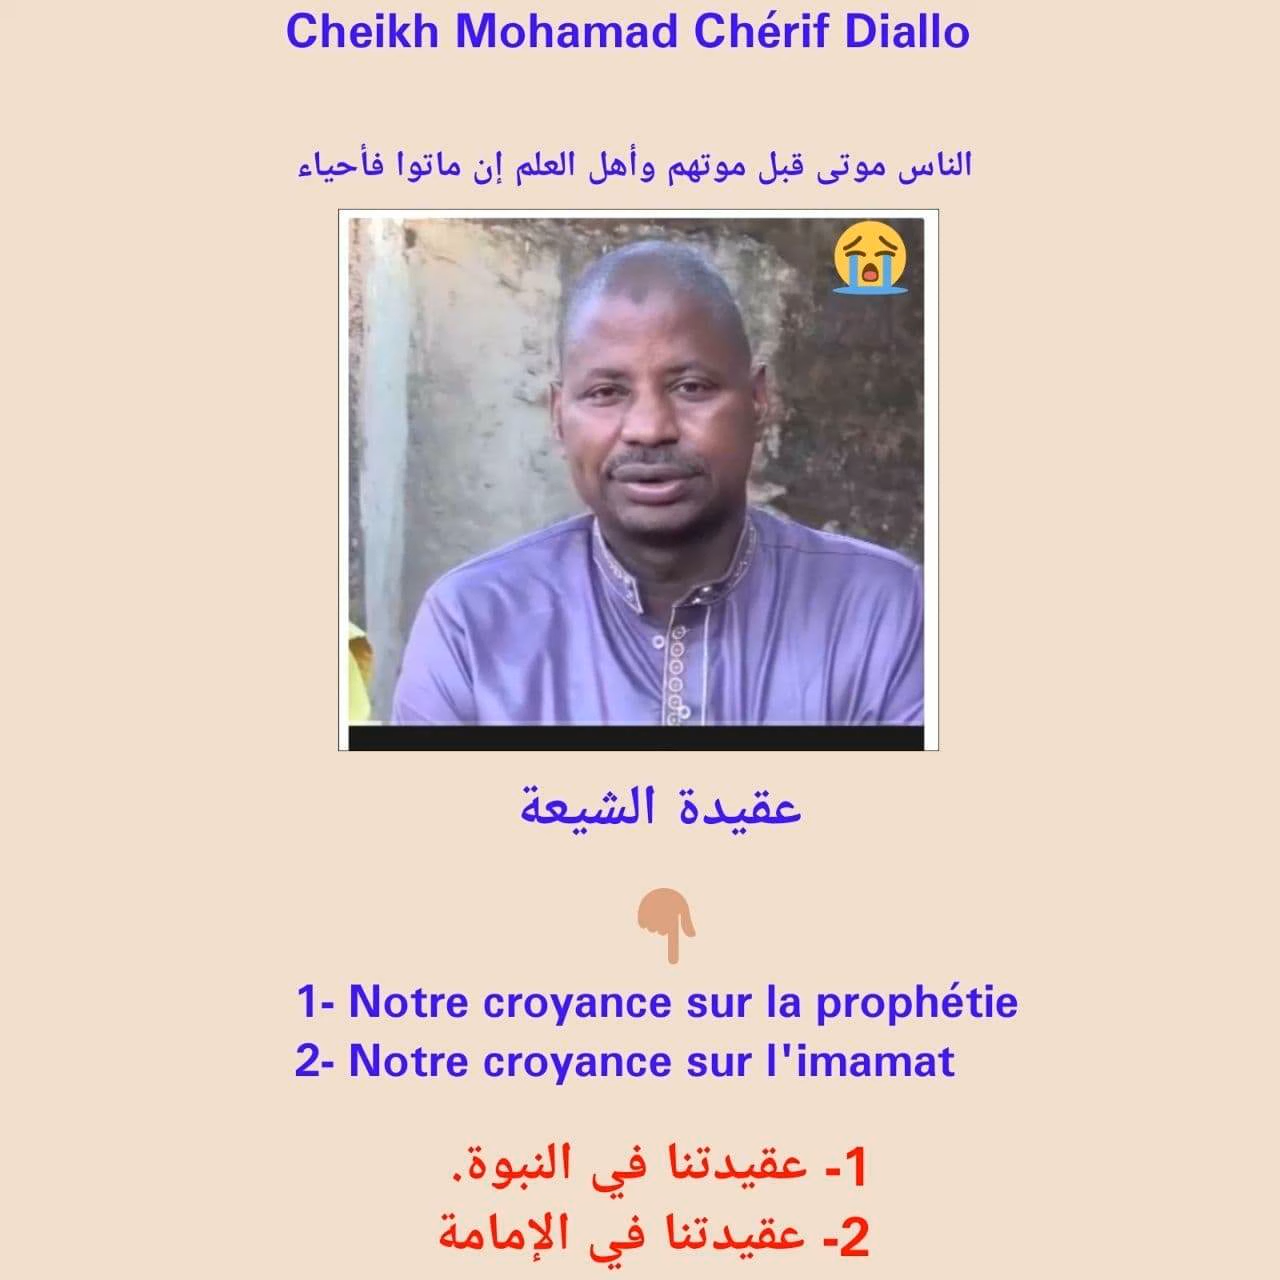 Cheikh Mohamad Chérif Diallo
الناس موتى قبل موتهم وأهل العلم إن ماتوا فأحياء
عقيدة الشيعة
1- Notre croyance sur la prophétie
2- Notre croyance sur l'imamat
1- عقيدتنا في النبوة.
2- عقيدتنا في الإمامة